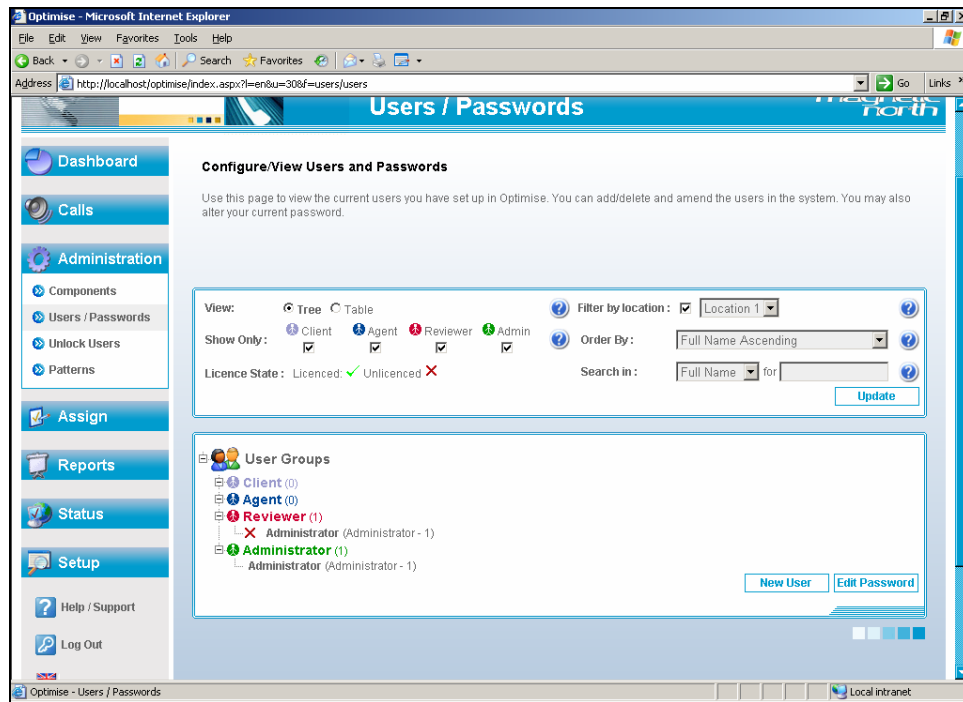 Optimise - Microsoft Internet Explorer
File Edit View Favorites Tools Help
Back Search Favorites
Address http://localhost/optimise/index.aspx?l=en&u=30&f=users/users Go Links
Users / Passwords
magnetic
north
Dashboard
Calls
Administration
Components
Users / Passwords
Unlock Users
Patterns
Assign
Reports
Status
Setup
Help / Support
Log Out
Configure/View Users and Passwords
Use this page to view the current users you have set up in Optimise. You can add/delete and amend the users in the system. You may also
alter your current password.
View: Tree Table Filter by location : Location 1
Show Only : Client Agent Reviewer Admin Order By : Full Name Ascending
Licence State : Licenced: Unlicenced Search in : Full Name for
Update
User Groups
Client (0)
Agent (0)
Reviewer (1)
Administrator (Administrator - 1)
Administrator (1)
Administrator (Administrator - 1)
New User Edit Password
Optimise - Users / Passwords Local intranet